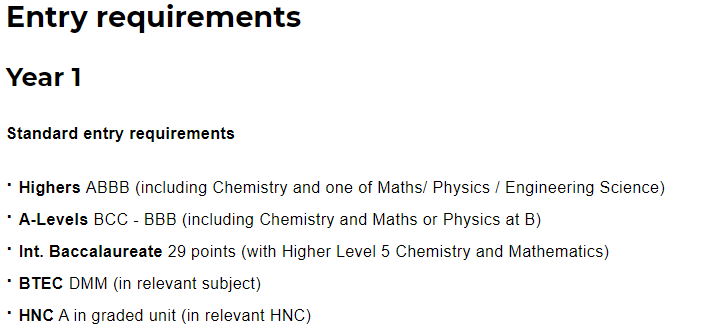 Entry requirements
Year 1
Standard entry requirements
· Highers ABBB (including Chemistry and one of Maths/ Physics / Engineering Science)
· A-Levels BCC - BBB (including Chemistry and Maths or Physics at B)
· Int. Baccalaureate 29 points (with Higher Level 5 Chemistry and Mathematics)
· BTEC DMM (in relevant subject)
· HNC A in graded unit (in relevant HNC)